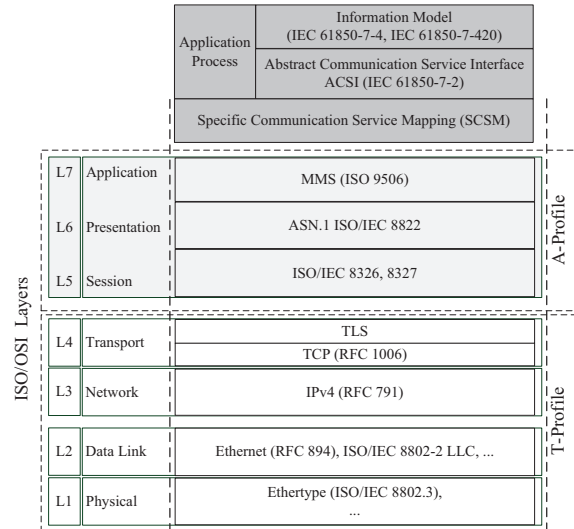 Application
Process
Information Model
(IEC 61850-7-4, IEC 61850-7-420)
Abstract Communication Service Interface
ACSI (IEC 61850-7-2)
Specific Communication Service Mapping (SCSM)
ISO/OSI Layers
L7 Application MMS (ISO 9506)
L6 Presentation ASN.1 ISO/IEC 8822
L5 Session ISO/IEC 8326, 8327
A-Profile
L4 Transport TLS
TCP (RFC 1006)
L3 Network IPv4 (RFC 791)
L2 Data Link Ethernet (RFC 894), ISO/IEC 8802-2 LLC, ...
L1 Physical Ethertype (ISO/IEC 8802.3),
...
T-Profile